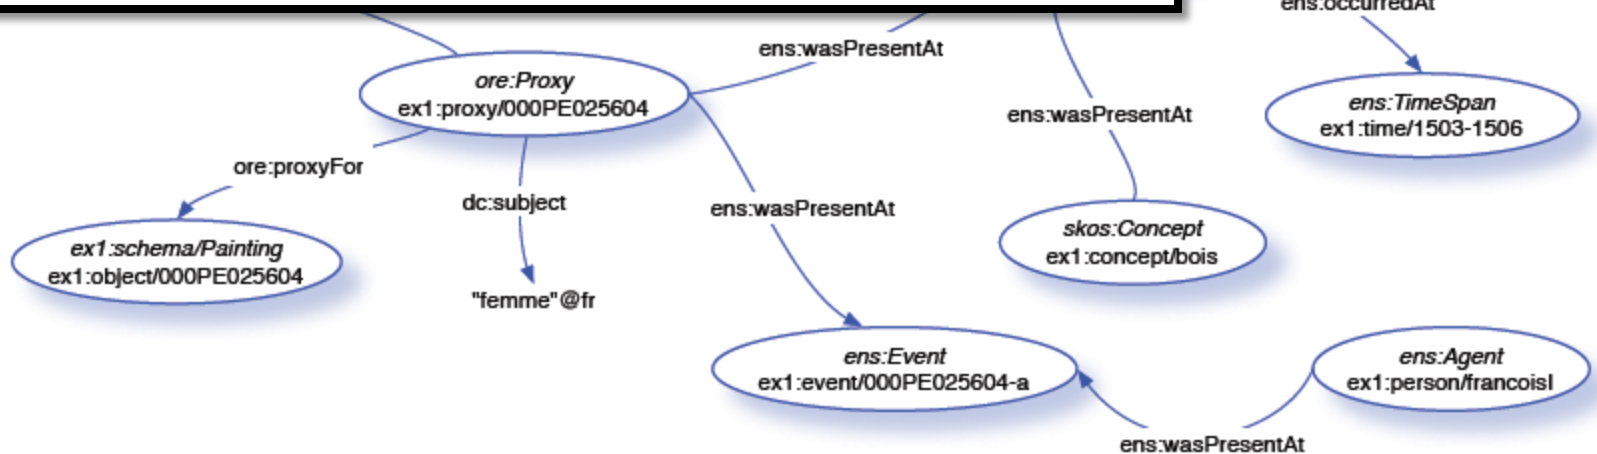 ens:occurredAt
ens:wasPresentAt
ore:Proxy
ex1:proxy/000PE025604
ens:TimeSpan
ex1:time/1503-1506
ens:wasPresentAt
ore:proxyFor
dc:subject
ens:wasPresentAt
skos:Concept
ex1:concept/bois
ex1:schema/Painting
ex1:object/000PE025604
"femme"@fr
ens:Event
ex1:event/000PE025604-a
ens:Agent
ex1:person/francoisI
ens:wasPresentAt